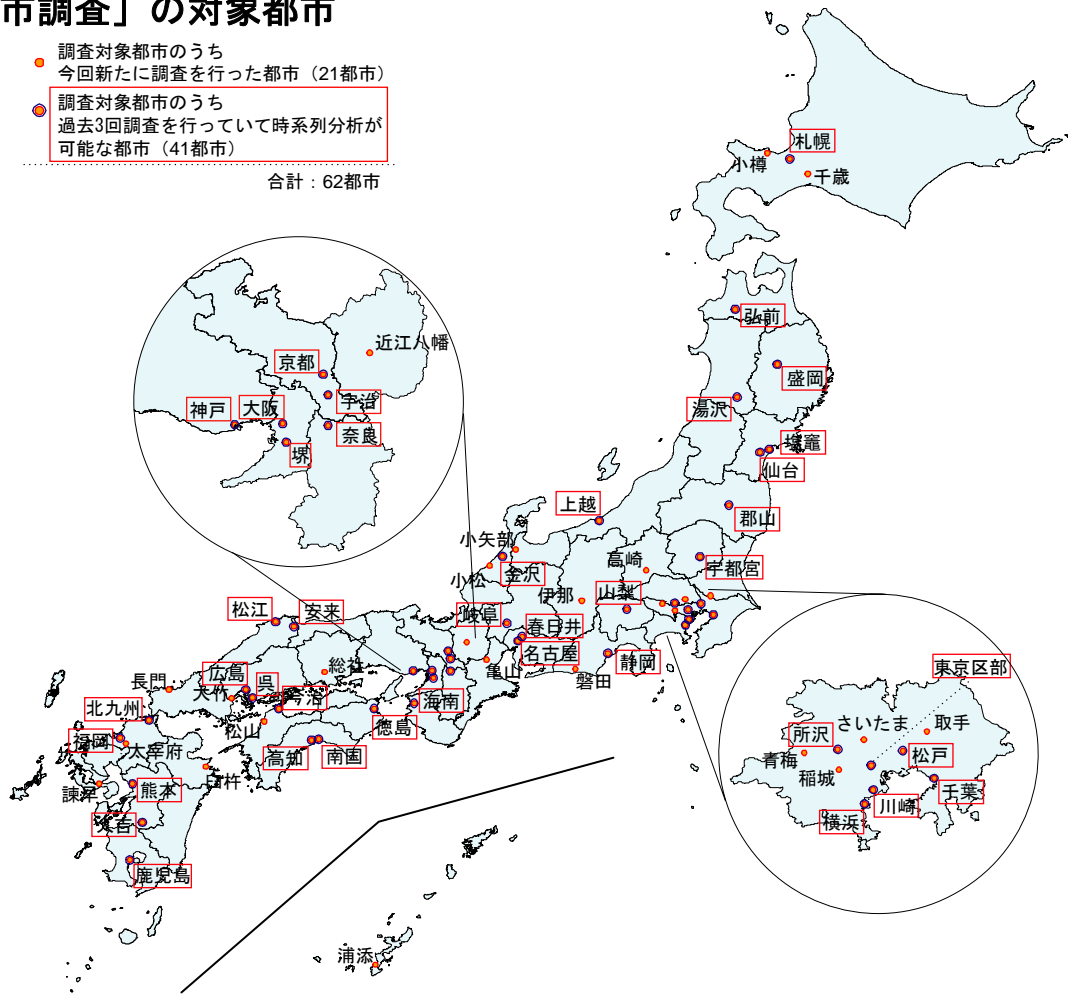 市調査」の対象都市
調査対象都市のうち
今回新たに調査を行った都市（21都市）
調査対象都市のうち
過去3回調査を行っていて時系列分析が
可能な都市（41都市）
合計：62都市
札幌
小樽
千歳
弘前
盛岡
湯沢
塩竈
仙台
郡山
宇都宮
上越
小矢部
金沢
小松
高崎
伊那
山梨
岐阜
春日井
名古屋
静岡
磐田
亀山
近江八幡
京都
宇治
神戸
大阪
奈良
堺
松江
安来
総社
広島
呉
大竹
長門
今治
松山
海南
徳島
高知
南国
北九州
福岡
太宰府
臼杵
諫早
熊本
人吉
鹿児島
浦添
東京区部
さいたま
取手
所沢
青梅
稲城
松戸
千葉
川崎
横浜